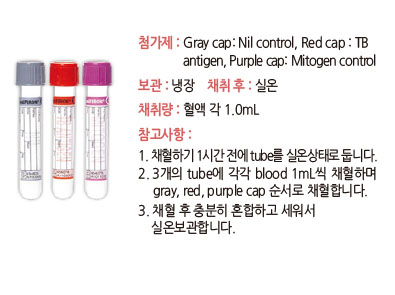 첨가제 : Gray cap: Nil control, Red cap : TB
antigen, Purple cap: Mitogen control
보관 : 냉장 채취 후 : 실온
채취량 : 혈액 각 1.0mL
참고사항 :
1. 채혈하기 1시간 전에 tube를 실온상태로 둡니다.
2. 3개의 tube에 각각 blood 1mL씩 채혈하며
gray, red, purple cap 순서로 채혈합니다.
3. 채혈 후 충분히 혼합하고 세워서
실온보관합니다.